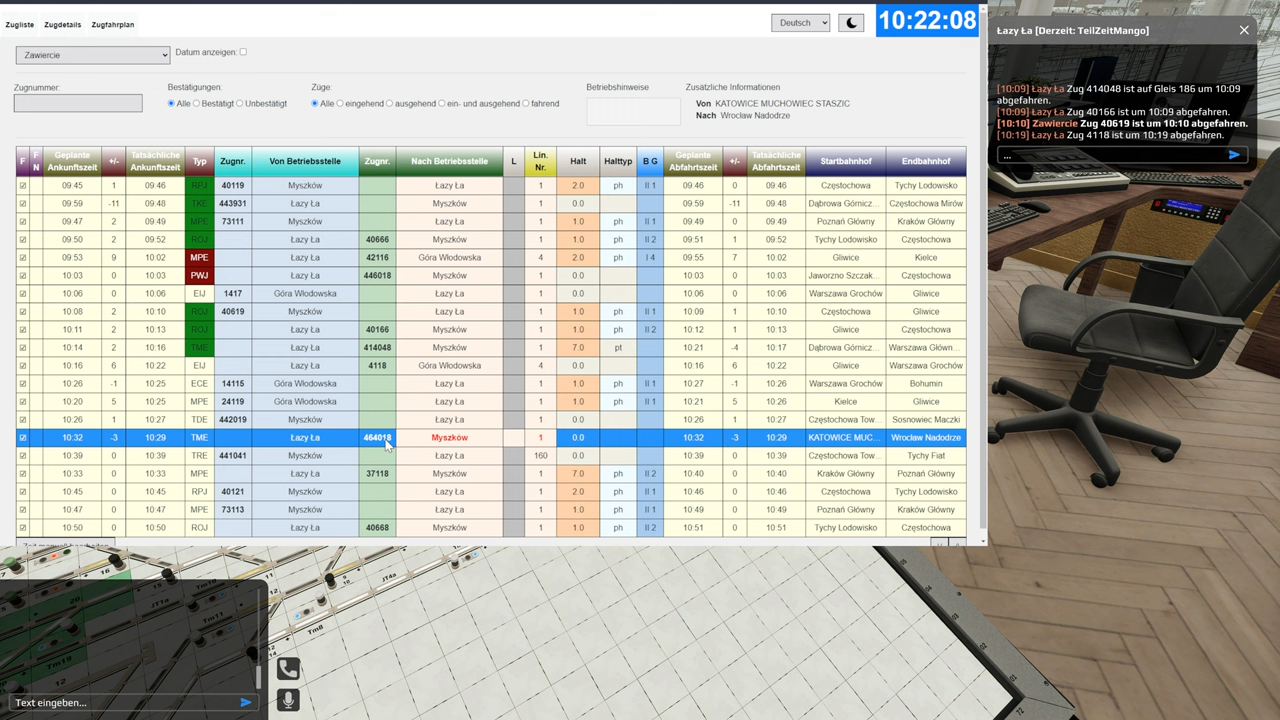 Zugliste Zugdetails Zugfahrplan Deutsch 10:22:08
Zawiercie Datum anzeigen:
Zugnummer: Bestätigungen: Züge: Betriebshinweise Zusätzliche Informationen
Alle Bestätigt Unbestätigt Alle eingehend ausgehend ein- und ausgehend fahrend
Von KATOWICE MUCHOWIEC STASZIC
Nach Wrocław Nadodrze
F F N Geplante Ankunftszeit +/- Tatsächliche Ankunftszeit Typ Zugnr. Von Betriebsstelle Zugnr. Nach Betriebsstelle L Lin. Nr. Halt Halttyp B G Geplante Abfahrtszeit +/- Tatsächliche Abfahrtszeit Startbahnhof Endbahnhof
09:45 1 09:46 RPJ 40119 Myszków Łazy Ła 1 2.0 ph II 1 09:46 0 09:46 Częstochowa Tychy Lodowisko
09:59 -11 09:48 TKE 443931 Łazy Ła Myszków 1 0.0 09:59 -11 09:48 Dąbrowa Górnicz... Częstochowa Mirów
09:47 2 09:49 MPE 73111 Myszków Łazy Ła 1 1.0 ph II 1 09:49 0 09:49 Poznań Główny Kraków Główny
09:50 2 09:52 ROJ Łazy Ła 40666 Myszków 1 1.0 ph II 2 09:51 1 09:52 Tychy Lodowisko Częstochowa
09:53 9 10:02 MPE Łazy Ła 42116 Góra Włodowska 4 2.0 ph I 4 09:55 7 10:02 Gliwice Kielce
10:03 0 10:03 PWJ Łazy Ła 446018 Myszków 1 0.0 10:03 0 10:03 Jaworzno Szczak... Częstochowa
10:06 0 10:06 EIJ 1417 Góra Włodowska Łazy Ła 1 0.0 10:06 0 10:06 Warszawa Grochów Gliwice
10:08 2 10:10 ROJ 40619 Myszków Łazy Ła 1 1.0 ph II 1 10:09 1 10:10 Częstochowa Gliwice
10:11 2 10:13 ROJ Łazy Ła 40166 Myszków 1 1.0 ph II 2 10:12 1 10:13 Gliwice Częstochowa
10:14 2 10:16 TME Łazy Ła 414048 Myszków 1 7.0 pt 10:21 -4 10:17 Dąbrowa Górnicz... Warszawa Główn...
10:16 6 10:22 EIJ Łazy Ła 4118 Góra Włodowska 4 0.0 10:16 6 10:22 Gliwice Warszawa Grochów
10:26 -1 10:25 ECE 14115 Góra Włodowska Łazy Ła 1 1.0 ph II 1 10:27 -1 10:26 Warszawa Grochów Bohumin
10:20 5 10:25 MPE 24119 Góra Włodowska Łazy Ła 1 1.0 ph II 1 10:21 5 10:26 Kielce Gliwice
10:26 1 10:27 TDE 442019 Myszków Łazy Ła 1 0.0 10:26 1 10:27 Częstochowa Tow... Sosnowiec Maczki
10:32 -3 10:29 TME Łazy Ła 464018 Myszków 1 0.0 10:32 -3 10:29 KATOWICE MUC... Wrocław Nadodrze
10:39 0 10:39 TRE 441041 Myszków Łazy Ła 160 0.0 10:39 0 10:39 Częstochowa Tow... Tychy Fiat
10:33 0 10:33 MPE Łazy Ła 37118 Myszków 1 7.0 ph II 2 10:40 0 10:40 Kraków Główny Poznań Główny
10:45 0 10:45 RPJ 40121 Myszków Łazy Ła 1 2.0 ph II 1 10:46 0 10:46 Częstochowa Tychy Lodowisko
10:47 0 10:47 MPE 73113 Myszków Łazy Ła 1 1.0 ph II 1 10:49 0 10:49 Poznań Główny Kraków Główny
10:50 0 10:50 ROJ Łazy Ła 40668 Myszków 1 1.0 ph II 2 10:51 0 10:51 Tychy Lodowisko Częstochowa
Łazy Ła [Derzeit: TeilZeitMango]
[10:09] Łazy Ła Zug 414048 ist auf Gleis 186 um 10:09
abgefahren.
[10:09] Łazy Ła Zug 40166 ist um 10:09 abgefahren.
[10:10] Zawiercie Zug 40619 ist um 10:10 abgefahren.
[10:19] Łazy Ła Zug 4118 ist um 10:19 abgefahren.
...
16
JT1a
Tm11
Tm19
Tm8
JT4a
Text eingeben...